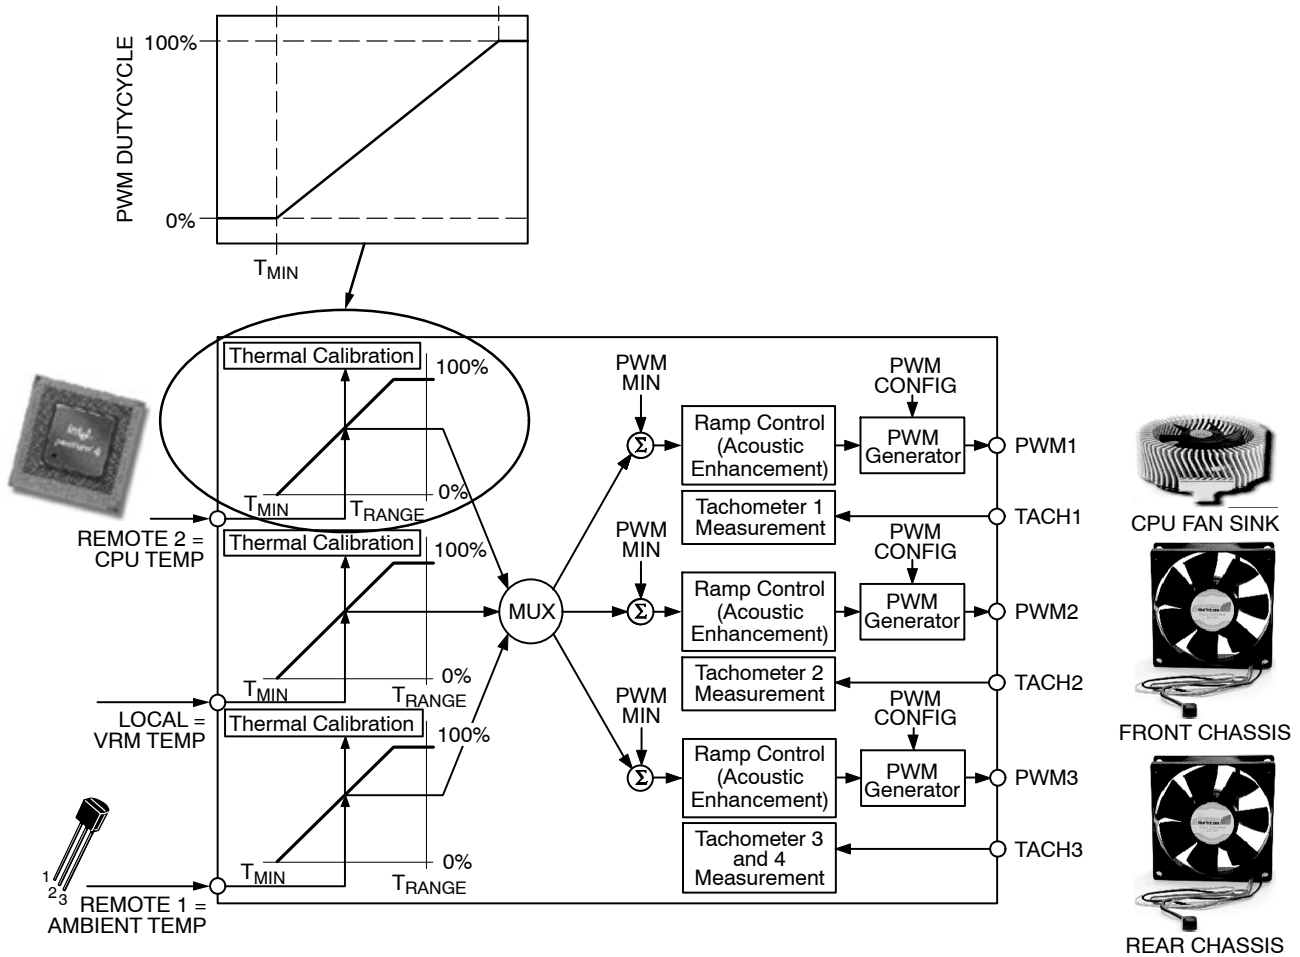 100%
PWM DUTYCYCLE
0%
TMIN
Thermal Calibration
100%
0%
TMIN
TRANGE
REMOTE 2 =
CPU TEMP
intel
pentium 4
Thermal Calibration
100%
0%
TMIN
TRANGE
LOCAL =
VRM TEMP
Thermal Calibration
100%
0%
TMIN
TRANGE
1
2
3
REMOTE 1 =
AMBIENT TEMP
MUX
PWM
MIN
Σ
Ramp Control
(Acoustic
Enhancement)
PWM
CONFIG
PWM
Generator
PWM1
Tachometer 1
Measurement
TACH1
CPU FAN SINK
PWM
MIN
Σ
Ramp Control
(Acoustic
Enhancement)
PWM
CONFIG
PWM
Generator
PWM2
Tachometer 2
Measurement
TACH2
FRONT CHASSIS
PWM
MIN
Σ
Ramp Control
(Acoustic
Enhancement)
PWM
CONFIG
PWM
Generator
PWM3
Tachometer 3
and 4
Measurement
TACH3
REAR CHASSIS